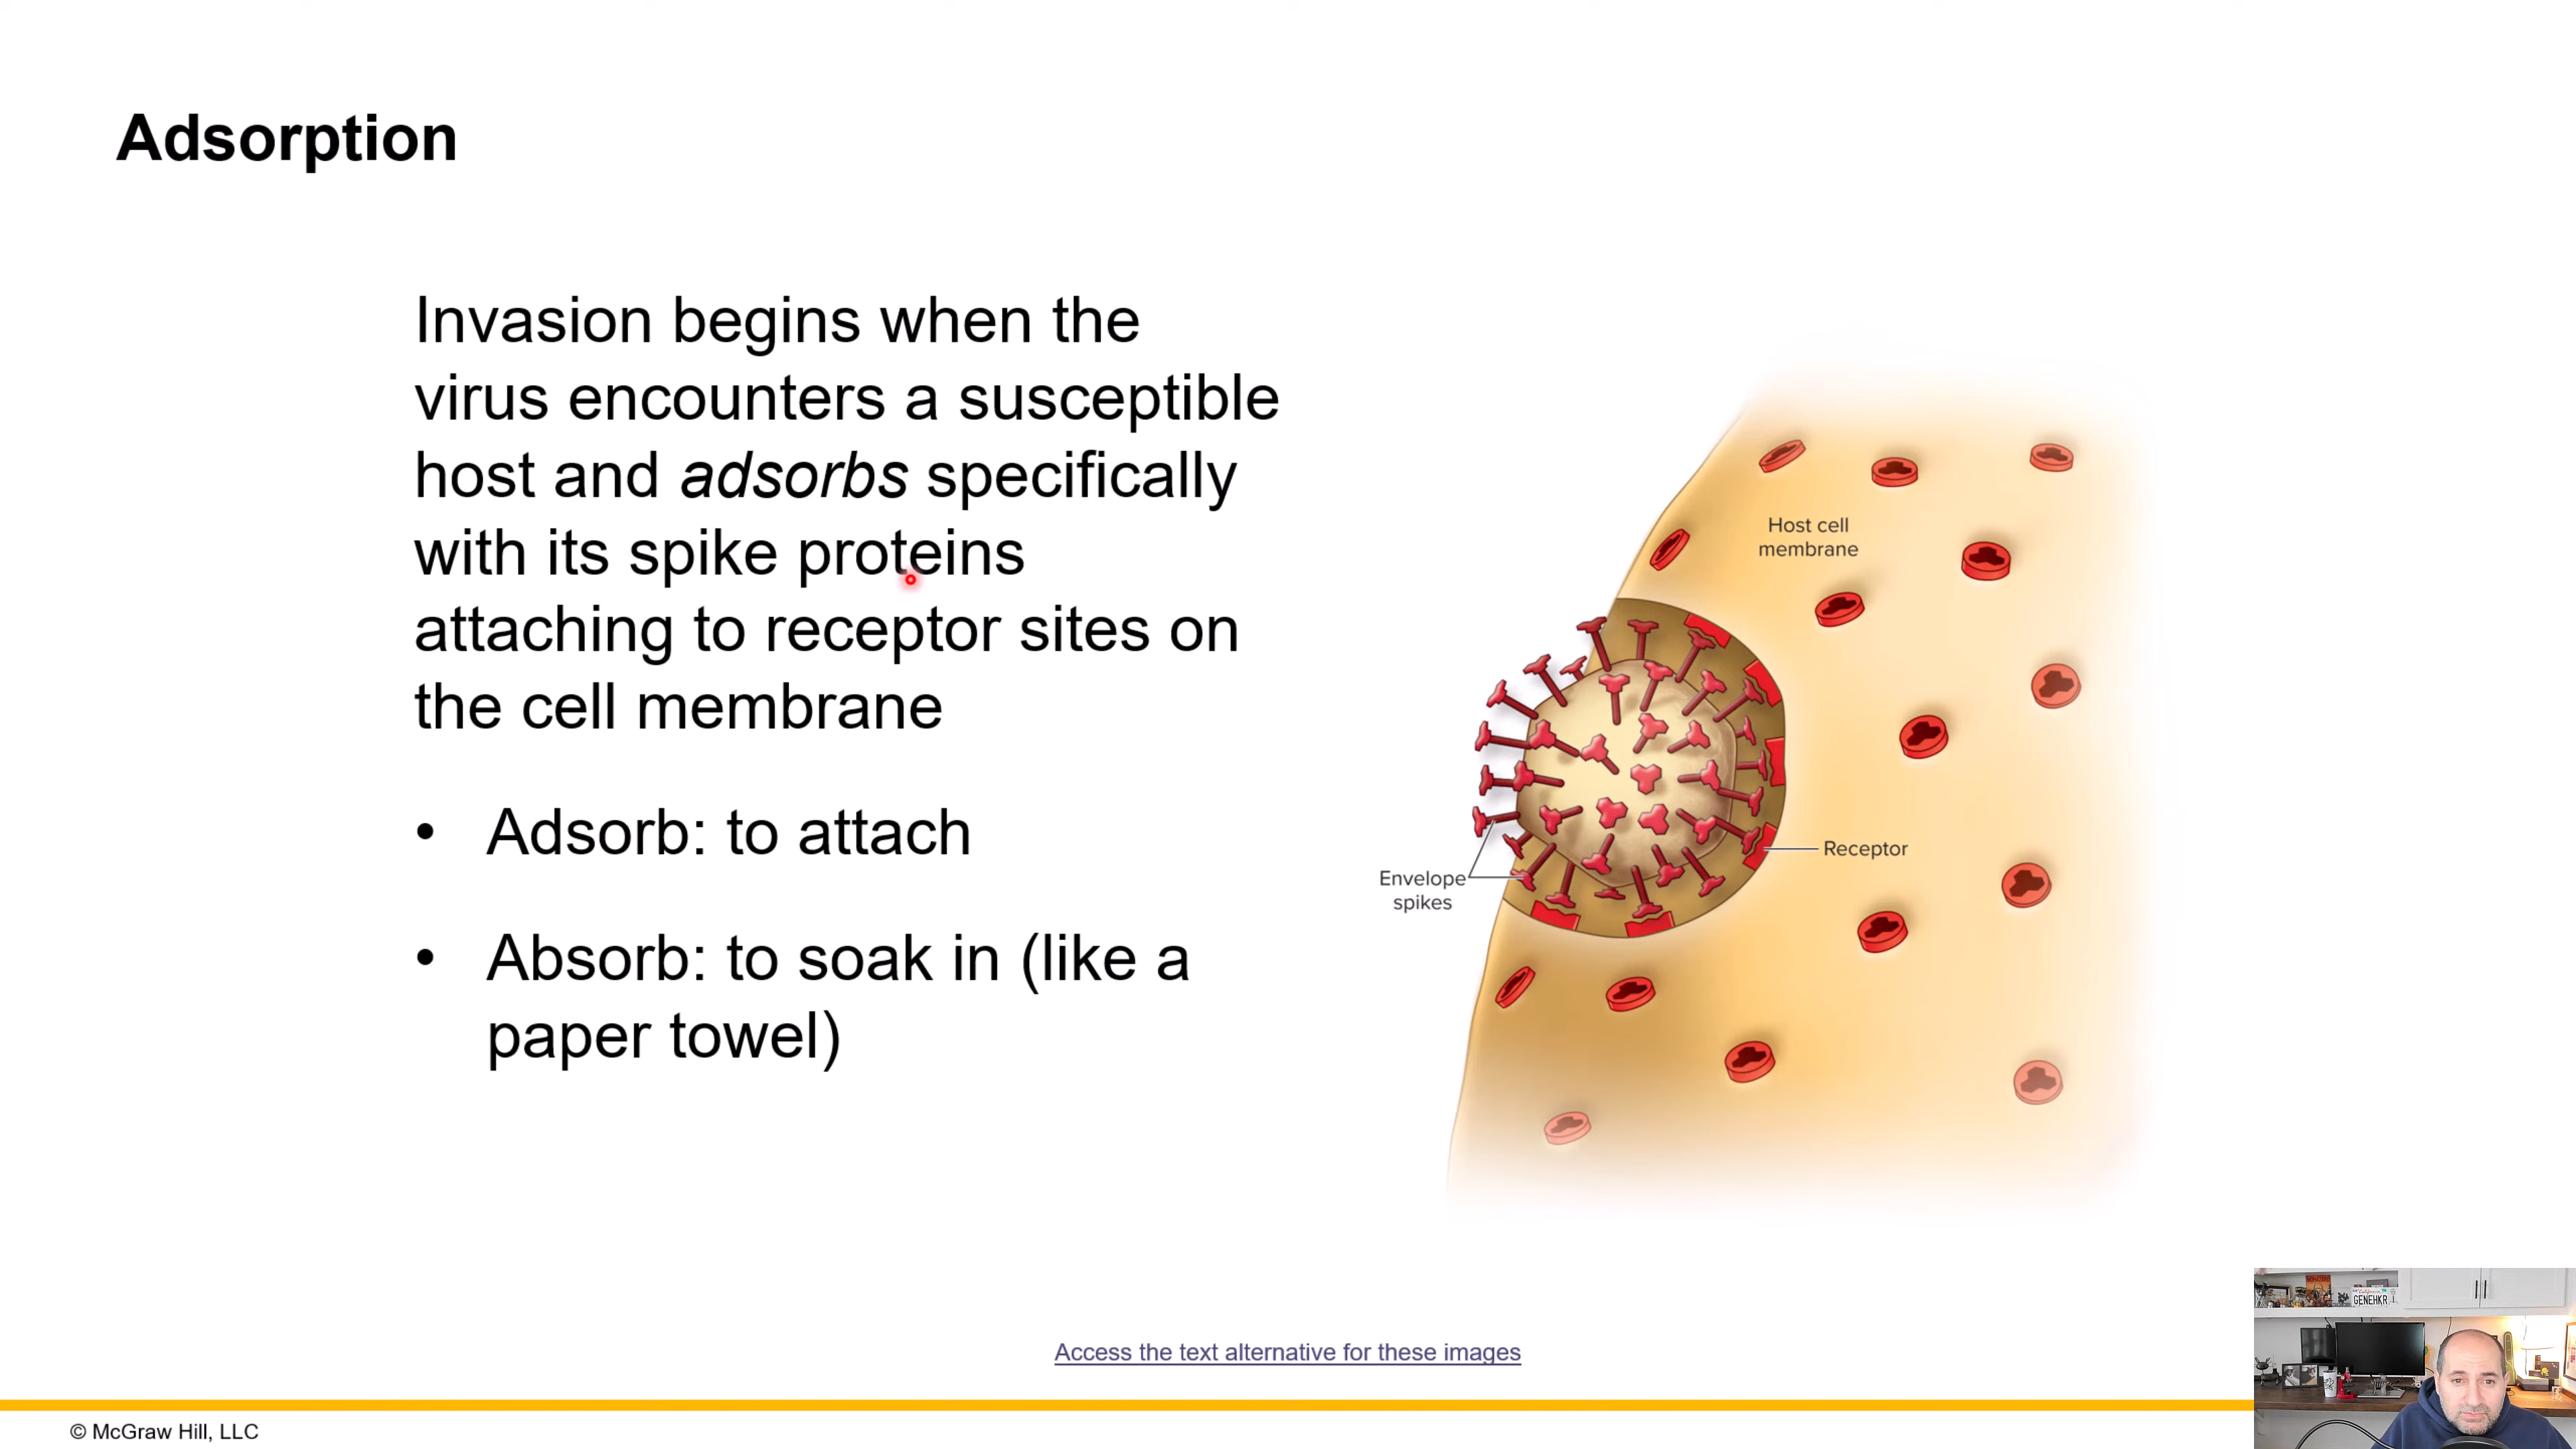 Adsorption
Invasion begins when the
virus encounters a susceptible
host and adsorbs specifically
with its spike proteins
attaching to receptor sites on
the cell membrane
• Adsorb: to attach
• Absorb: to soak in (like a
paper towel)
Host cell
membrane
Receptor
Envelope
spikes
Access the text alternative for these images
© McGraw Hill, LLC
GENEHKR